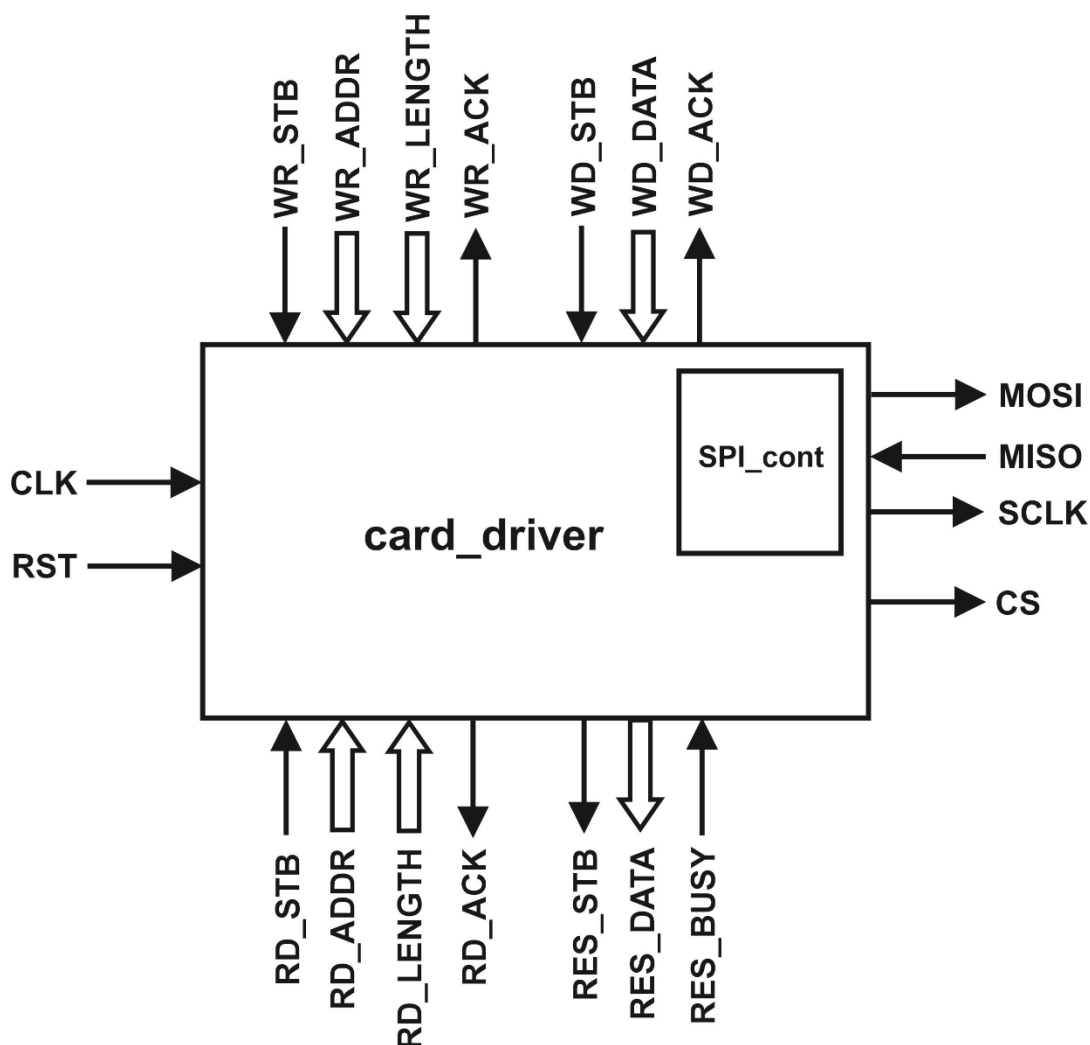 WR_STB
WR_ADDR
WR_LENGTH
WR_ACK
WD_STB
WD_DATA
WD_ACK
MOSI
MISO
SPI_cont
CLK
SCLK
card_driver
RST
CS
RD_STB
RD_ADDR
RD_LENGTH
RD_ACK
RES_STB
RES_DATA
RES_BUSY